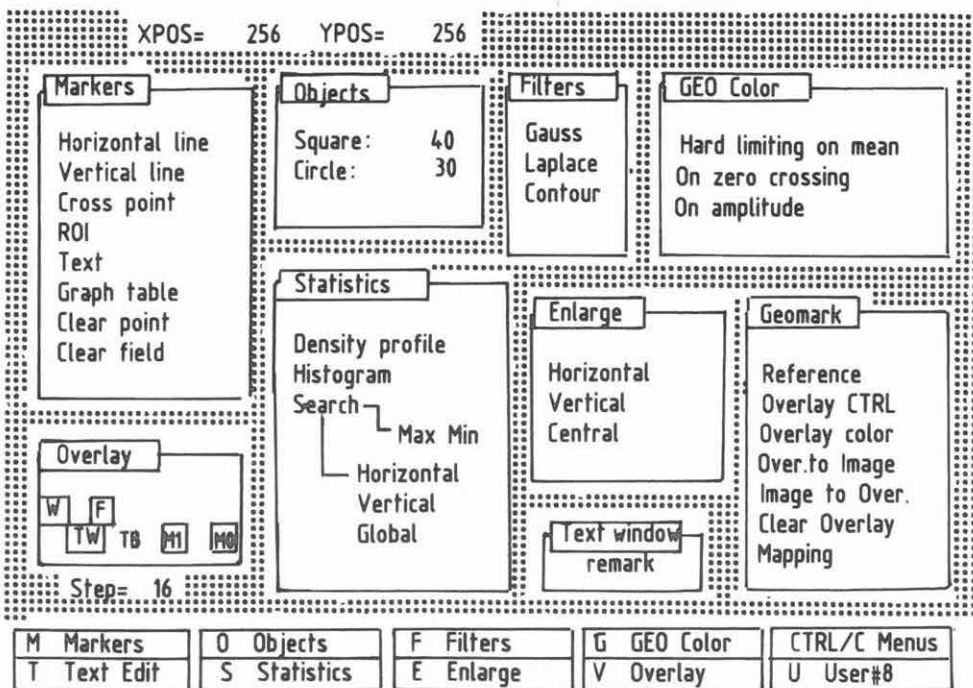 XPOS= 256 YPOS= 256
Markers
Horizontal line
Vertical line
Cross point
ROI
Text
Graph table
Clear point
Clear field
Objects
Square: 40
Circle: 30
Filters
Gauss
Laplace
Contour
GEO Color
Hard limiting on mean
On zero crossing
On amplitude
Statistics
Density profile
Histogram
Search
Max Min
Horizontal
Vertical
Global
Enlarge
Horizontal
Vertical
Central
Geomark
Reference
Overlay CTRL
Overlay color
Over.to Image
Image to Over.
Clear Overlay
Mapping
Overlay
W F
TW TB M1 M0
Step= 16
Text window
remark
M Markers O Objects F Filters G GEO Color CTRL/C Menus
T Text Edit S Statistics E Enlarge V Overlay U User#8